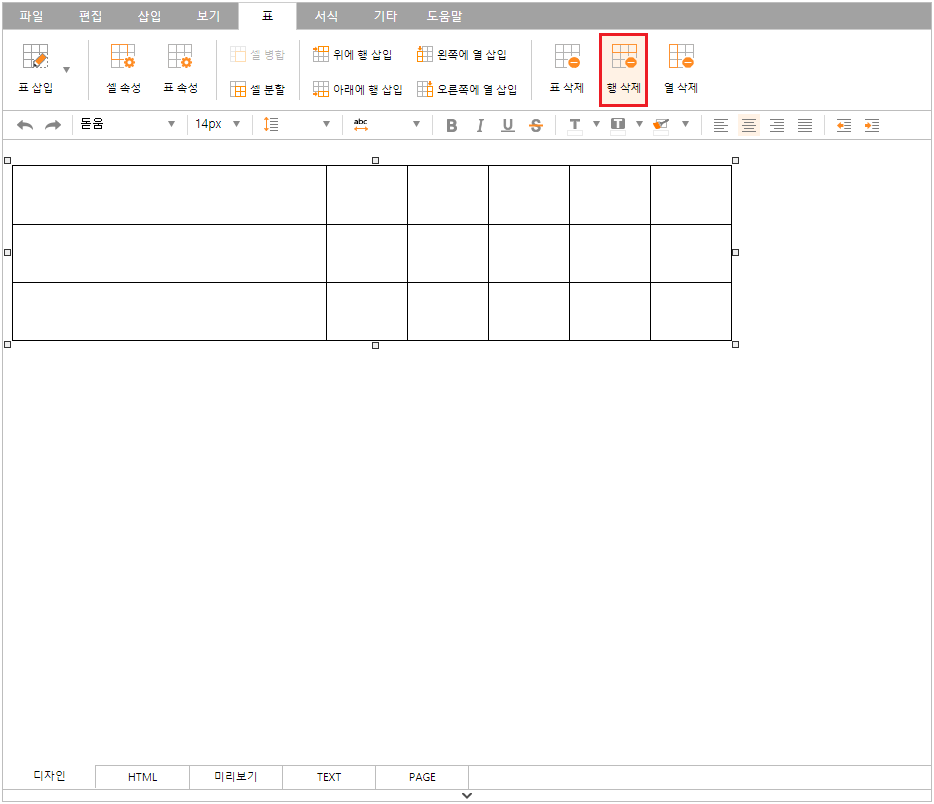 파일 편집 삽입 보기 표 서식 기타 도움말
셀 병합 위에 행 삽입 왼쪽에 열 삽입
표 삽입 셀 속성 표 속성 셀 분할 아래에 행 삽입 오른쪽에 열 삽입 표 삭제 행 삭제 열 삭제
돋움 14px abc B I U S T T
디자인 HTML 미리보기 TEXT PAGE